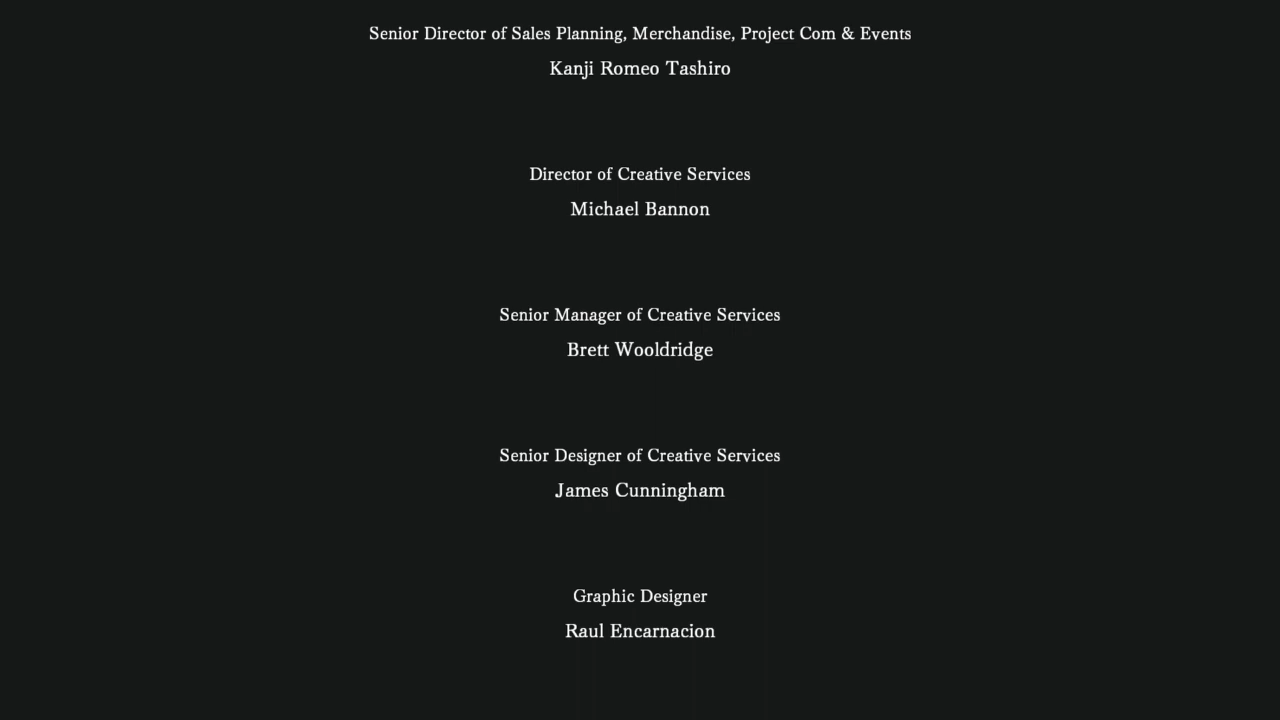 Senior Director of Sales Planning, Merchandise, Project Com & Events
Kanji Romeo Tashiro
Director of Creative Services
Michael Bannon
Senior Manager of Creative Services
Brett Wooldridge
Senior Designer of Creative Services
James Cunningham
Graphic Designer
Raul Encarnacion